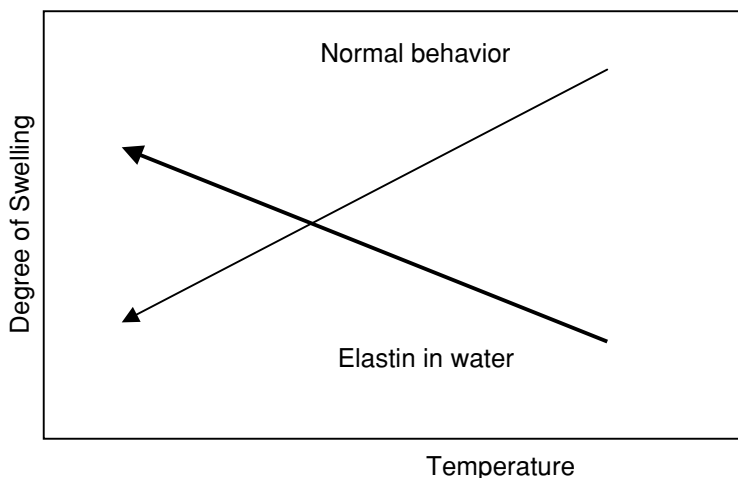 Normal behavior
Degree of Swelling
Elastin in water
Temperature